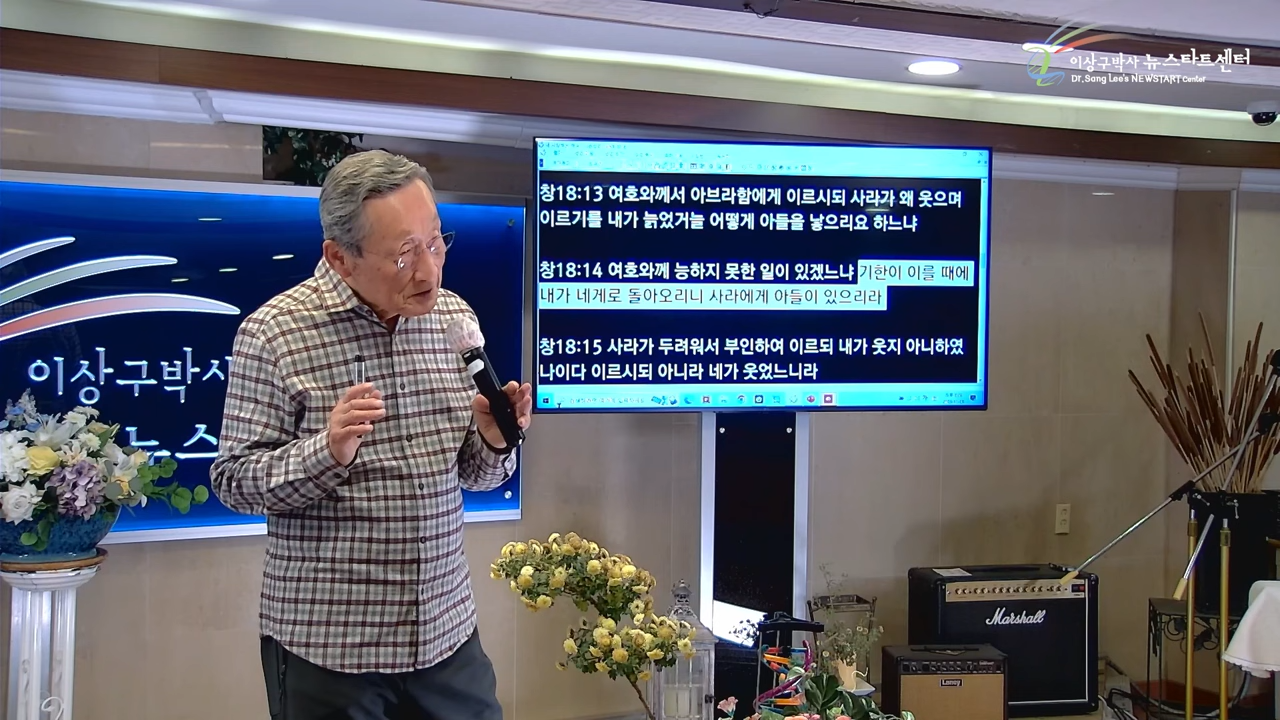 이상구박사 뉴스타트센터
Dr. Sang Lee's NEWSTART Center
창18:13 여호와께서 아브라함에게 이르시되 사라가 왜 웃으며
이르기를 내가 늙었거늘 어떻게 아들을 낳으리요 하느냐
창18:14 여호와께 능하지 못한 일이 있겠느냐 기한이 이를 때에
내가 네게로 돌아오리니 사라에게 아들이 있으리라
창18:15 사라가 두려워서 부인하여 이르되 내가 웃지 아니하였
나이다 이르시되 아니라 네가 웃었느니라
이상구박사
뉴스
Marshall
Laney